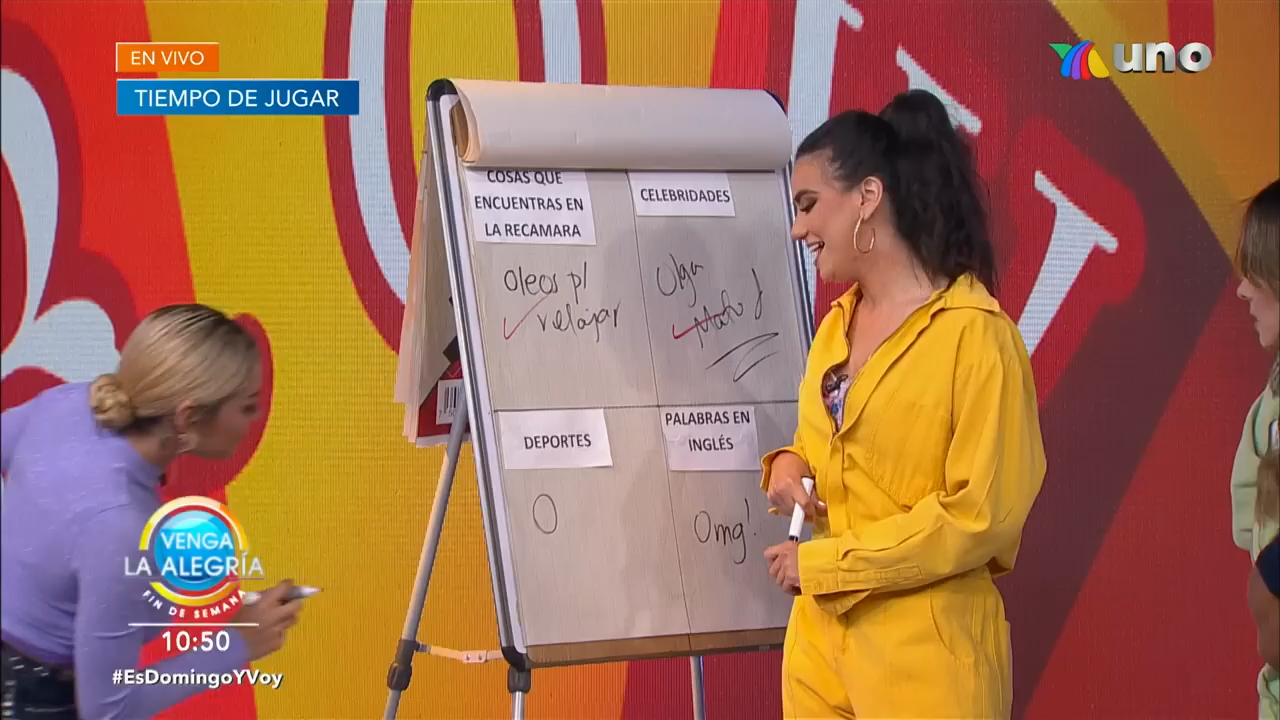 EN VIVO
TIEMPO DE JUGAR
uno
COSAS QUE
ENCUENTRAS EN
LA RECAMARA
CELEBRIDADES
Oleos p/
relajar
Olga
DEPORTES
PALABRAS EN
INGLÉS
O
Omg!
VENGA
LA ALEGRÍA
FIN DE SEMANA
10:50
#EsDomingoYVoy